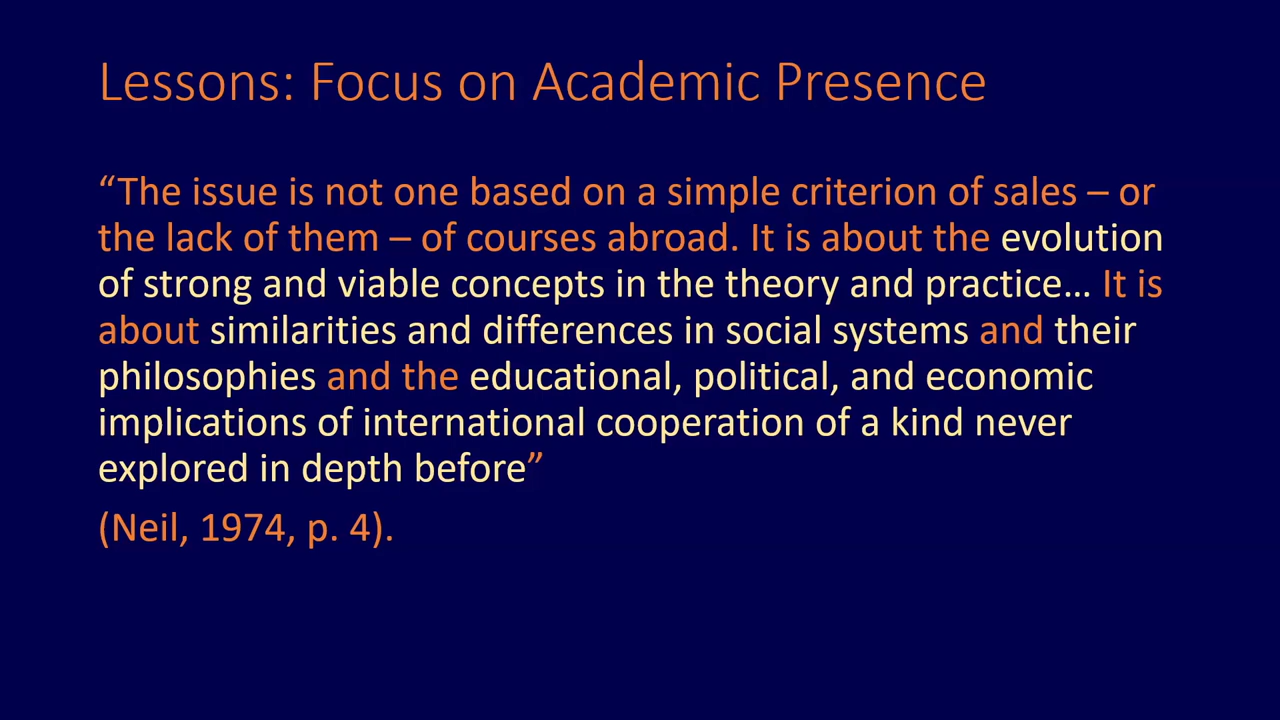 Lessons: Focus on Academic Presence
“The issue is not one based on a simple criterion of sales – or
the lack of them – of courses abroad. It is about the evolution
of strong and viable concepts in the theory and practice… It is
about similarities and differences in social systems and their
philosophies and the educational, political, and economic
implications of international cooperation of a kind never
explored in depth before”
(Neil, 1974, p. 4).